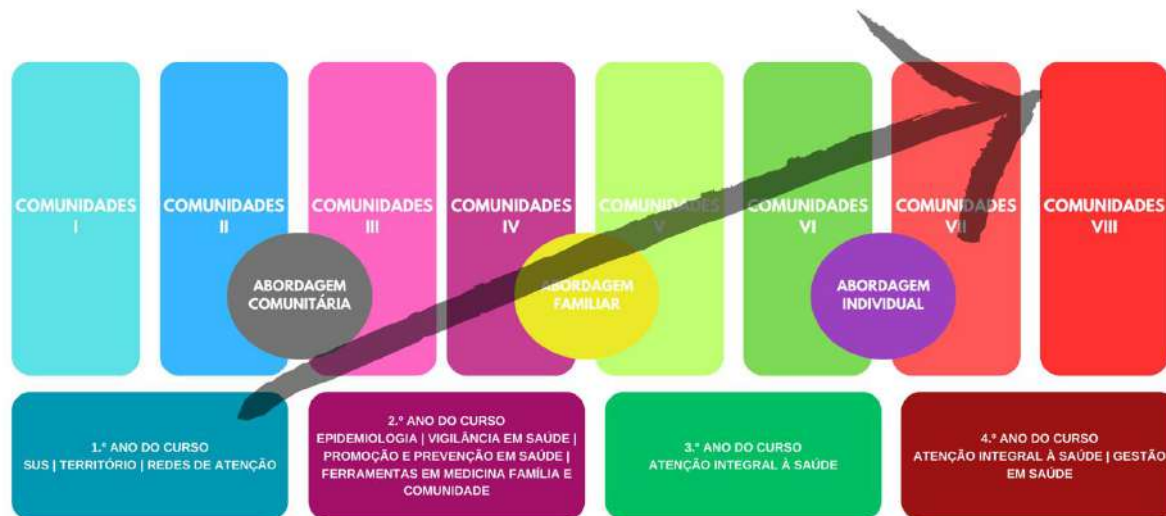 COMUNIDADES
I
COMUNIDADES
II
COMUNIDADES
III
COMUNIDADES
IV
COMUNIDADES
V
COMUNIDADES
VI
COMUNIDADES
VII
COMUNIDADES
VIII
ABORDAGEM
COMUNITÁRIA
ABORDAGEM
FAMILIAR
ABORDAGEM
INDIVIDUAL
1.º ANO DO CURSO
SUS | TERRITÓRIO | REDES DE ATENÇÃO
2.º ANO DO CURSO
EPIDEMIOLOGIA | VIGILÂNCIA EM SAÚDE |
PROMOÇÃO E PREVENÇÃO EM SAÚDE |
FERRAMENTAS EM MEDICINA FAMÍLIA E
COMUNIDADE
3.º ANO DO CURSO
ATENÇÃO INTEGRAL À SAÚDE
4.º ANO DO CURSO
ATENÇÃO INTEGRAL À SAÚDE | GESTÃO
EM SAÚDE